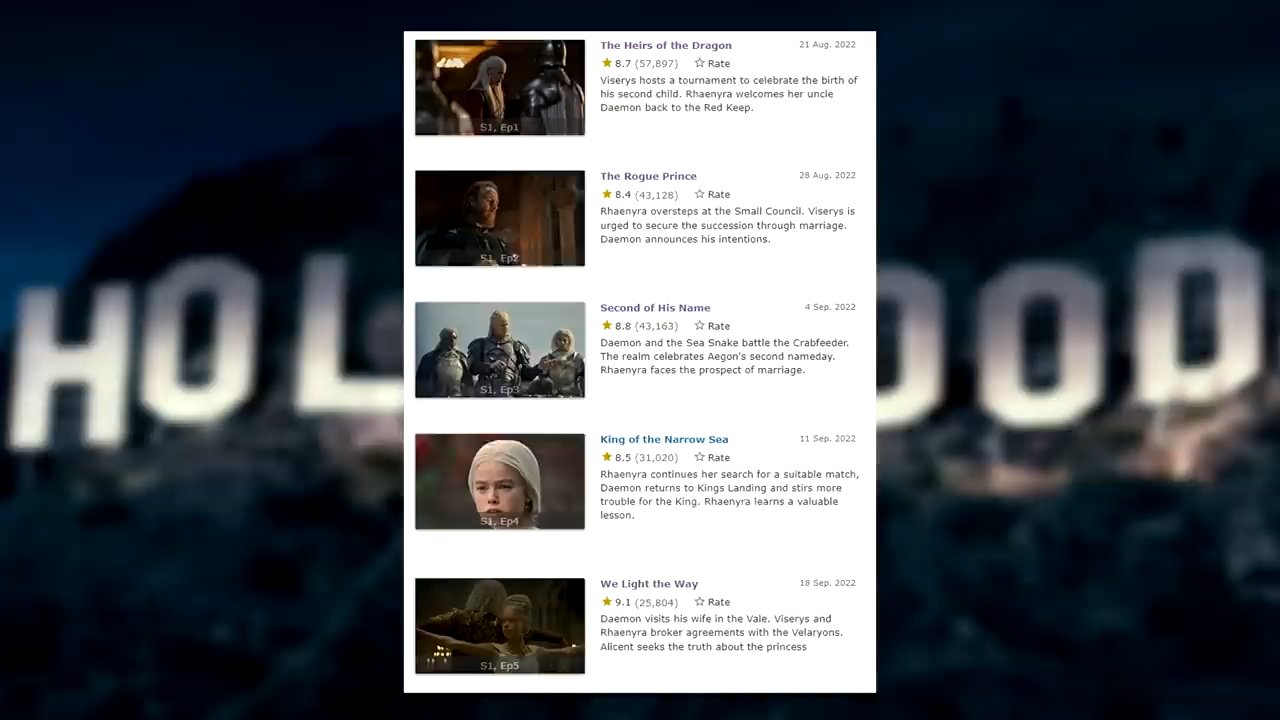 The Heirs of the Dragon 21 Aug. 2022
8.7 (57,897) Rate
Viserys hosts a tournament to celebrate the birth of
his second child. Rhaenyra welcomes her uncle
Daemon back to the Red Keep.
S1, Ep1
The Rogue Prince 28 Aug. 2022
8.4 (43,128) Rate
Rhaenyra oversteps at the Small Council. Viserys is
urged to secure the succession through marriage.
Daemon announces his intentions.
S1, Ep2
Second of His Name 4 Sep. 2022
8.8 (43,163) Rate
Daemon and the Sea Snake battle the Crabfeeder.
The realm celebrates Aegon's second nameday.
Rhaenyra faces the prospect of marriage.
S1, Ep3
HOL OOD
King of the Narrow Sea 11 Sep. 2022
8.5 (31,020) Rate
Rhaenyra continues her search for a suitable match,
Daemon returns to Kings Landing and stirs more
trouble for the King. Rhaenyra learns a valuable
lesson.
S1, Ep4
We Light the Way 18 Sep. 2022
9.1 (25,804) Rate
Daemon visits his wife in the Vale. Viserys and
Rhaenyra broker agreements with the Velaryons.
Alicent seeks the truth about the princess
S1, Ep5